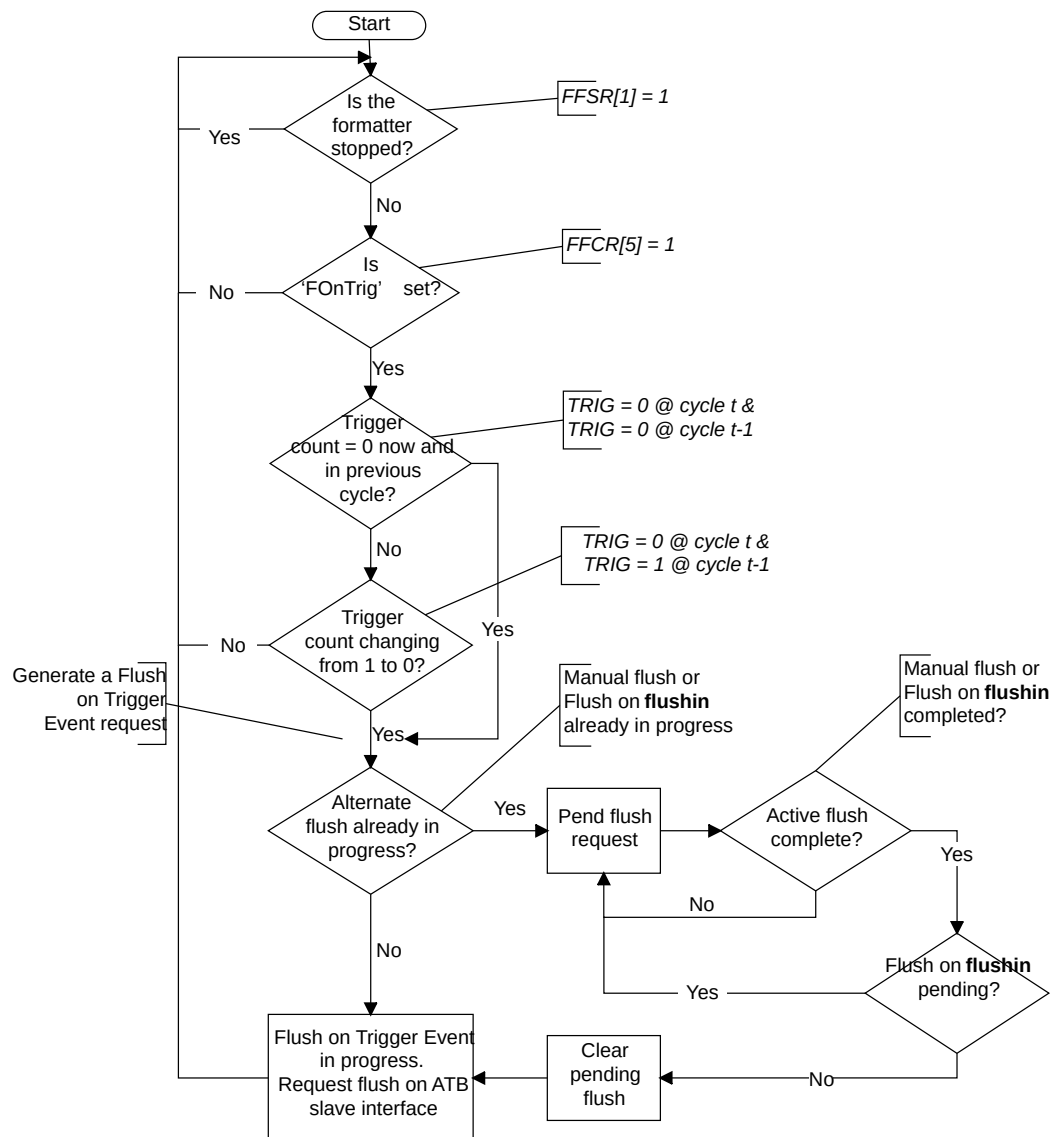 Start
Is the
formatter
stopped?
FFSR[1] = 1
Yes
No
Is
‘FOnTrig’ set?
FFCR[5] = 1
No
Yes
Trigger
count = 0 now and
in previous
cycle?
TRIG = 0 @ cycle t &
TRIG = 0 @ cycle t-1
No
TRIG = 0 @ cycle t &
TRIG = 1 @ cycle t-1
Trigger
count changing
from 1 to 0?
No
Yes
Generate a Flush
on Trigger
Event request
Yes
Manual flush or
Flush on flushin
already in progress
Manual flush or
Flush on flushin
completed?
Alternate
flush already in
progress?
Yes
Pend flush
request
Active flush
complete?
Yes
No
No
Flush on flushin
pending?
Yes
Flush on Trigger Event
in progress.
Request flush on ATB
slave interface
Clear
pending
flush
No